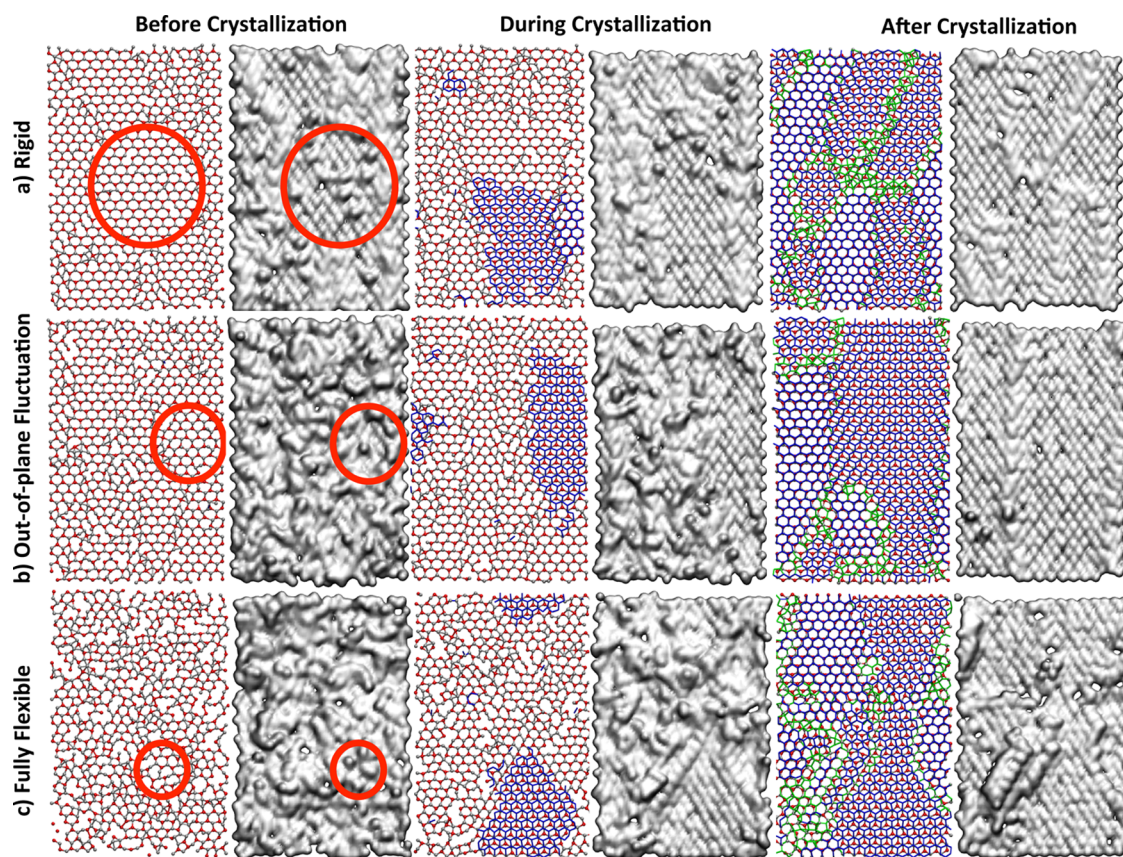 Before Crystallization
During Crystallization
After Crystallization
a) Rigid
b) Out-of-plane Fluctuation
c) Fully Flexible